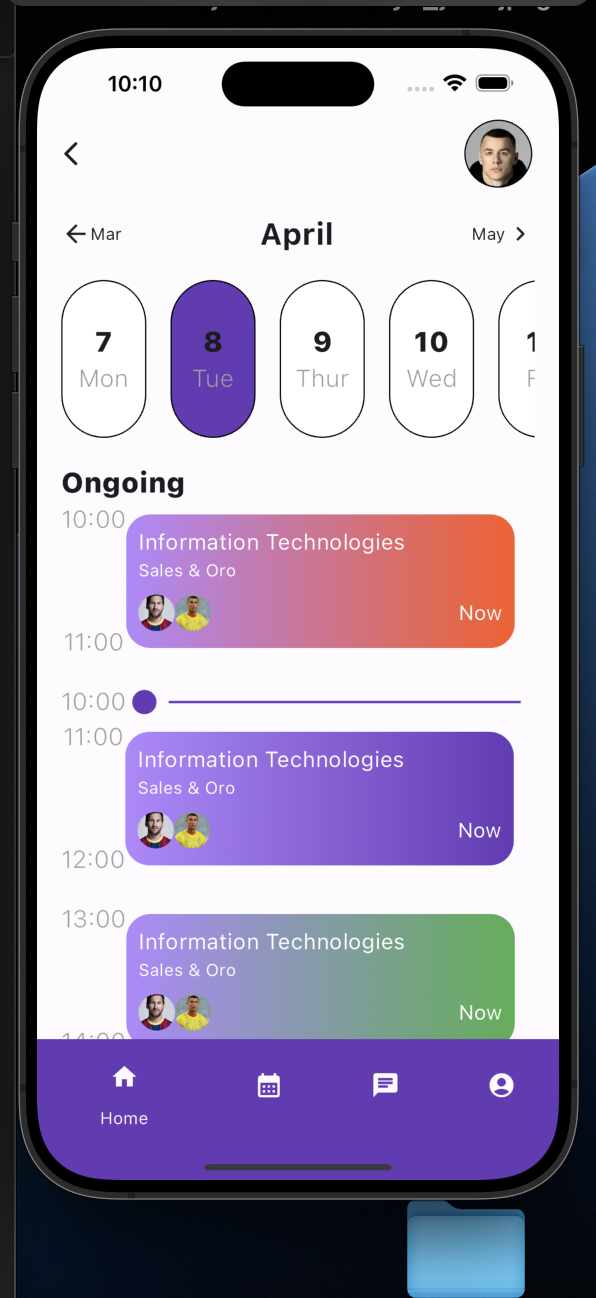 10:10
Mar April May
7 8 9 10 1
Mon Tue Thur Wed F
Ongoing
10:00
Information Technologies
Sales & Oro
Now
11:00
10:00
11:00
Information Technologies
Sales & Oro
Now
12:00
13:00
Information Technologies
Sales & Oro
Now
14:00
Home